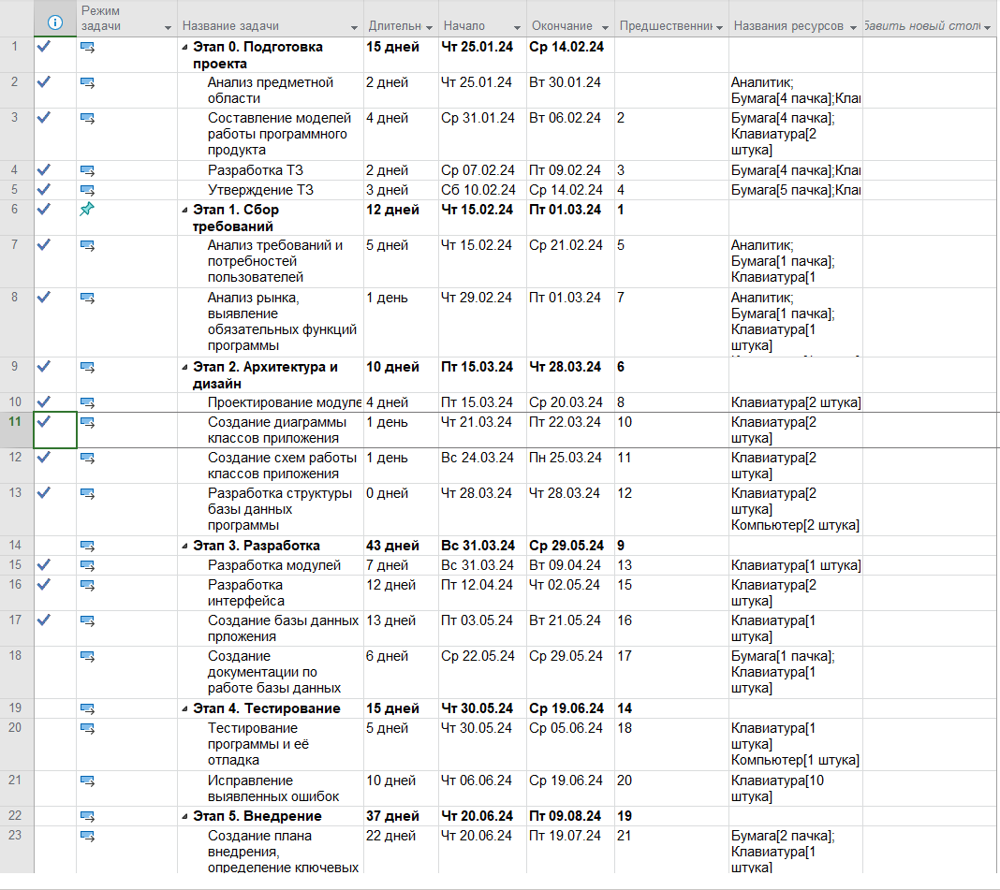 Режим задачи Название задачи Длительн Начало Окончание Предшественни Названия ресурсов бавить новый стол
1 Этап 0. Подготовка проекта 15 дней Чт 25.01.24 Ср 14.02.24
2 Анализ предметной области 2 дней Чт 25.01.24 Вт 30.01.24 Аналитик; Бумага[4 пачка];Кла
3 Составление моделей работы программного продукта 4 дней Ср 31.01.24 Вт 06.02.24 2 Бумага[4 пачка]; Клавиатура[2 штука]
4 Разработка ТЗ 2 дней Ср 07.02.24 Пт 09.02.24 3 Бумага[4 пачка];Кла
5 Утверждение ТЗ 3 дней Сб 10.02.24 Ср 14.02.24 4 Бумага[5 пачка];Кла
6 Этап 1. Сбор требований 12 дней Чт 15.02.24 Пт 01.03.24 1
7 Анализ требований и потребностей пользователей 5 дней Чт 15.02.24 Ср 21.02.24 5 Аналитик; Бумага[1 пачка]; Клавиатура[1
8 Анализ рынка, выявление обязательных функций программы 1 день Чт 29.02.24 Пт 01.03.24 7 Аналитик; Бумага[1 пачка]; Клавиатура[1 штука]
9 Этап 2. Архитектура и дизайн 10 дней Пт 15.03.24 Чт 28.03.24 6
10 Проектирование модуле 4 дней Пт 15.03.24 Ср 20.03.24 8 Клавиатура[2 штука]
11 Создание диаграммы классов приложения 1 день Чт 21.03.24 Пт 22.03.24 10 Клавиатура[2 штука]
12 Создание схем работы классов приложения 1 день Вс 24.03.24 Пн 25.03.24 11 Клавиатура[2 штука]
13 Разработка структуры базы данных программы 0 дней Чт 28.03.24 Чт 28.03.24 12 Клавиатура[2 штука] Компьютер[2 штука]
14 Этап 3. Разработка 43 дней Вс 31.03.24 Ср 29.05.24 9
15 Разработка модулей 7 дней Вс 31.03.24 Вт 09.04.24 13 Клавиатура[1 штука]
16 Разработка интерфейса 12 дней Пт 12.04.24 Чт 02.05.24 15 Клавиатура[2 штука]
17 Создание базы данных прложения 13 дней Пт 03.05.24 Вт 21.05.24 16 Клавиатура[1 штука]
18 Создание документации по работе базы данных 6 дней Ср 22.05.24 Ср 29.05.24 17 Бумага[1 пачка]; Клавиатура[1 штука]
19 Этап 4. Тестирование 15 дней Чт 30.05.24 Ср 19.06.24 14
20 Тестирование программы и её отладка 5 дней Чт 30.05.24 Ср 05.06.24 18 Клавиатура[1 штука] Компьютер[1 штука]
21 Исправление выявленных ошибок 10 дней Чт 06.06.24 Ср 19.06.24 20 Клавиатура[10 штука]
22 Этап 5. Внедрение 37 дней Чт 20.06.24 Пт 09.08.24 19
23 Создание плана внедрения, определение ключевых 22 дней Чт 20.06.24 Пт 19.07.24 21 Бумага[2 пачка]; Клавиатура[1 штука]